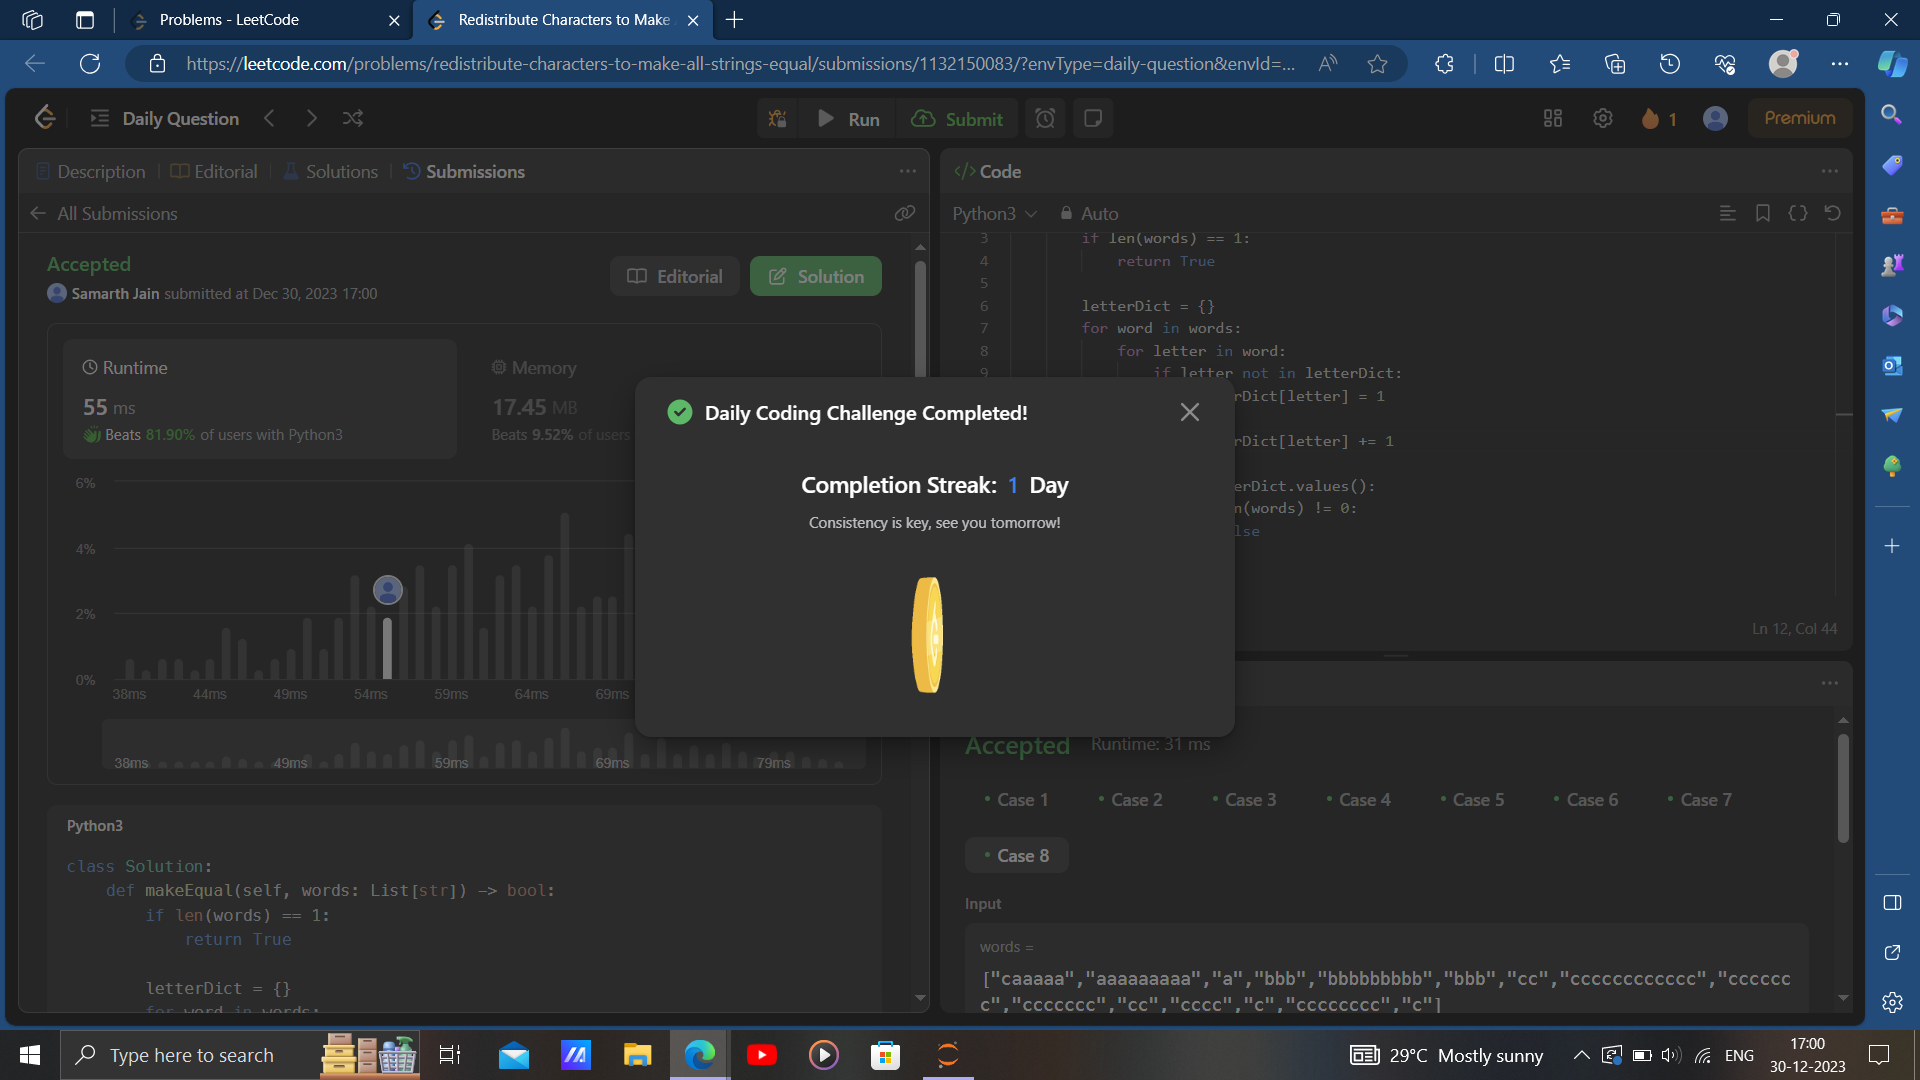 Problems - LeetCode
Redistribute Characters to Make
https://leetcode.com/problems/redistribute-characters-to-make-all-strings-equal/submissions/1132150083/?envType=daily-question&envId=...
Daily Question
Run
Submit
1
Premium
Description
Editorial
Solutions
Submissions
All Submissions
Accepted
Samarth Jain submitted at Dec 30, 2023 17:00
Editorial
Solution
Runtime
55 ms
Beats 81.90% of users with Python3
Memory
17.45 MB
Beats 9.52% of users
6%
4%
2%
0%
38ms 44ms 49ms 54ms 59ms 64ms 69ms
38ms 49ms 59ms 69ms 79ms
Python3
class Solution:
def makeEqual(self, words: List[str]) -> bool:
if len(words) == 1:
return True
letterDict = {}
for word in words:
</> Code
Python3
Auto
3 if len(words) == 1:
4 return True
5
6 letterDict = {}
7 for word in words:
8 for letter in word:
9 if letter not in letterDict:
rDict[letter] = 1
rDict[letter] += 1
erDict.values():
n(words) != 0:
lse
Ln 12, Col 44
Daily Coding Challenge Completed!
Completion Streak: 1 Day
Consistency is key, see you tomorrow!
Accepted Runtime: 31 ms
Case 1 Case 2 Case 3 Case 4 Case 5 Case 6 Case 7
Case 8
Input
words =
["caaaaa","aaaaaaaaa","a","bbb","bbbbbbbbb","bbb","cc","cccccccccccc","cccccc
c","ccccccc","cc","cccc","c","cccccccc","c"]
Type here to search
29°C Mostly sunny
ENG
17:00
30-12-2023